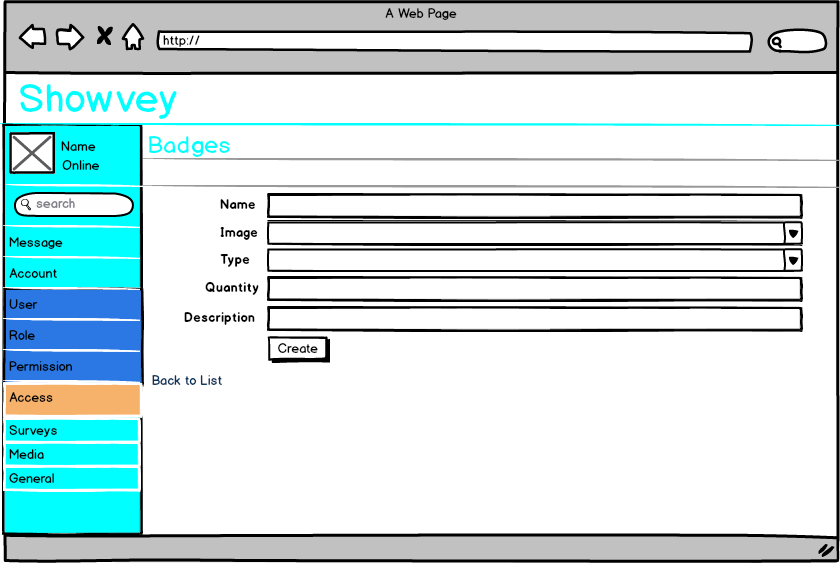 A Web Page
http://
Showvey
Name
Online
Badges
search
Message
Account
User
Role
Permission
Access
Surveys
Media
General
Name
Image
Type
Quantity
Description
Create
Back to List